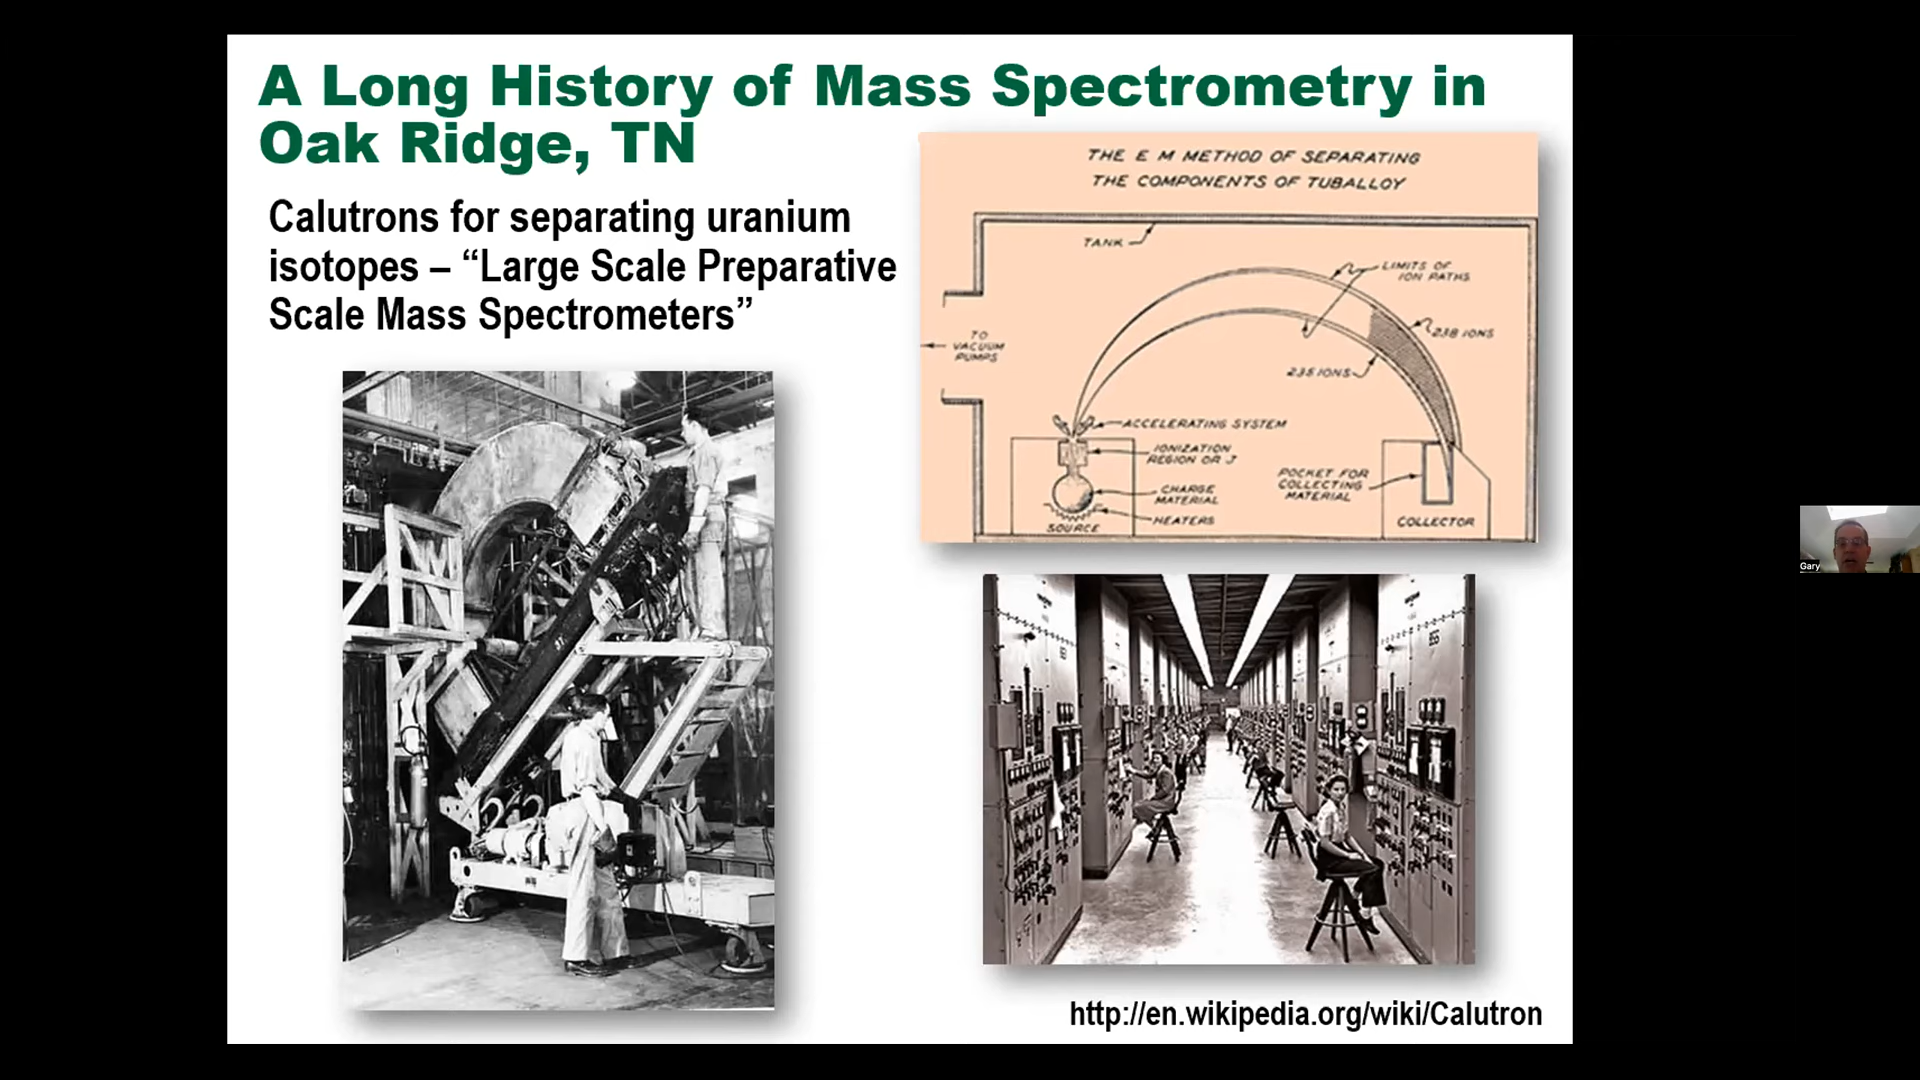 A Long History of Mass Spectrometry in
Oak Ridge, TN
Calutrons for separating uranium
isotopes – “Large Scale Preparative
Scale Mass Spectrometers”
THE E M METHOD OF SEPARATING
THE COMPONENTS OF TUBALLOY
TANK
LIMITS OF
ION PATHS
238 IONS
TO
VACUUM
PUMPS
235 IONS
ACCELERATING SYSTEM
IONIZATION
REGION OR J
POCKET FOR
COLLECTING
MATERIAL
CHARGE
MATERIAL
HEATERS
SOURCE
COLLECTOR
Gary
http://en.wikipedia.org/wiki/Calutron